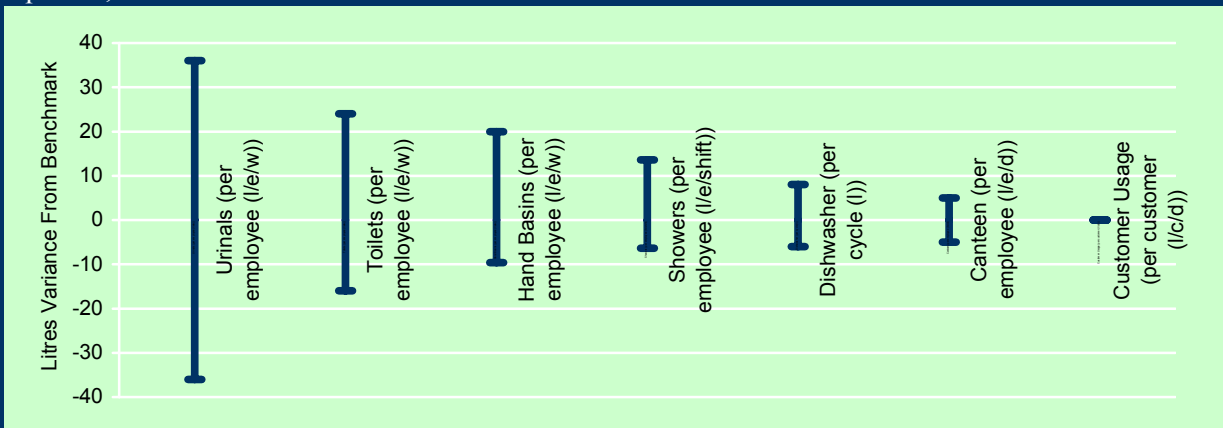 Litres Variance From Benchmark
40
30
20
10
0
-10
-20
-30
-40
Urinals (per
employee (l/e/w))
Toilets (per
employee (l/e/w))
Hand Basins (per
employee (l/e/w))
Showers (per
employee (l/e/shift))
Dishwasher (per
cycle (l))
Canteen (per
employee (l/e/d))
Customer Usage
(per customer
(l/c/d))